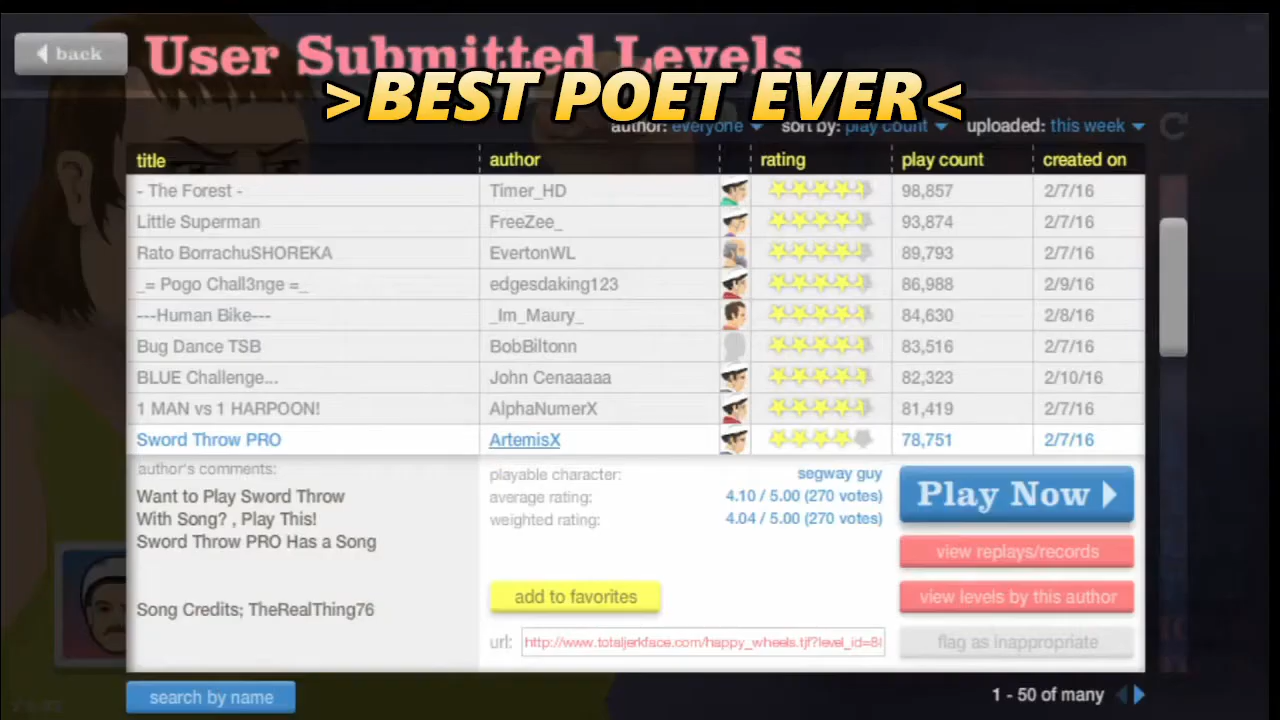 back
User Submitted Levels
>BEST POET EVER<
author: everyone sort by: play count uploaded: this week
title author rating play count created on
- The Forest - Timer_HD 98,857 2/7/16
Little Superman FreeZee_ 93,874 2/7/16
Rato BorrachuSHOREKA EvertonWL 89,793 2/7/16
_= Pogo Chall3nge =_ edgesdaking123 86,988 2/9/16
---Human Bike--- _Im_Maury_ 84,630 2/8/16
Bug Dance TSB BobBiltonn 83,516 2/7/16
BLUE Challenge... John Cenaaaaa 82,323 2/10/16
1 MAN vs 1 HARPOON! AlphaNumerX 81,419 2/7/16
Sword Throw PRO ArtemisX 78,751 2/7/16
author's comments:
Want to Play Sword Throw
With Song? , Play This!
Sword Throw PRO Has a Song
Song Credits; TheRealThing76
playable character: segway guy
average rating: 4.10 / 5.00 (270 votes)
weighted rating: 4.04 / 5.00 (270 votes)
add to favorites
url: http://www.totaljerkface.com/happy_wheels.tjf?level_id=8
Play Now
view replays/records
view levels by this author
flag as inappropriate
search by name
1 - 50 of many